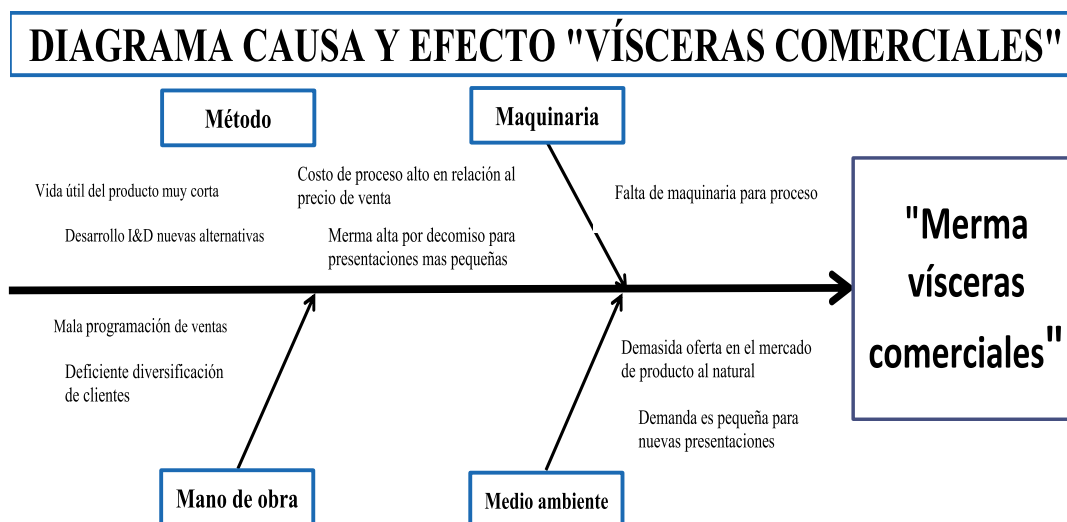 DIAGRAMA CAUSA Y EFECTO "VÍSCERAS COMERCIALES"
Método
Maquinaria
Vida útil del producto muy corta
Desarrollo I&D nuevas alternativas
Costo de proceso alto en relación al
precio de venta
Merma alta por decomiso para
presentaciones mas pequeñas
Falta de maquinaria para proceso
"Merma
vísceras
comerciales"
Mala programación de ventas
Deficiente diversificación
de clientes
Demasida oferta en el mercado
de producto al natural
Demanda es pequeña para
nuevas presentaciones
Mano de obra
Medio ambiente